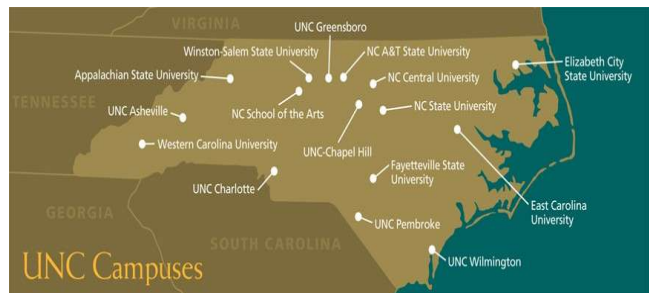 VIRGINIA
UNC Greensboro
Winston-Salem State University
NC A&T State University
Elizabeth City
State University
Appalachian State University
NC Central University
TENNESSEE
UNC Asheville
NC School of the Arts
NC State University
Western Carolina University
UNC-Chapel Hill
Fayetteville State
University
UNC Charlotte
East Carolina
University
GEORGIA
UNC Pembroke
SOUTH CAROLINA
UNC Wilmington
UNC Campuses